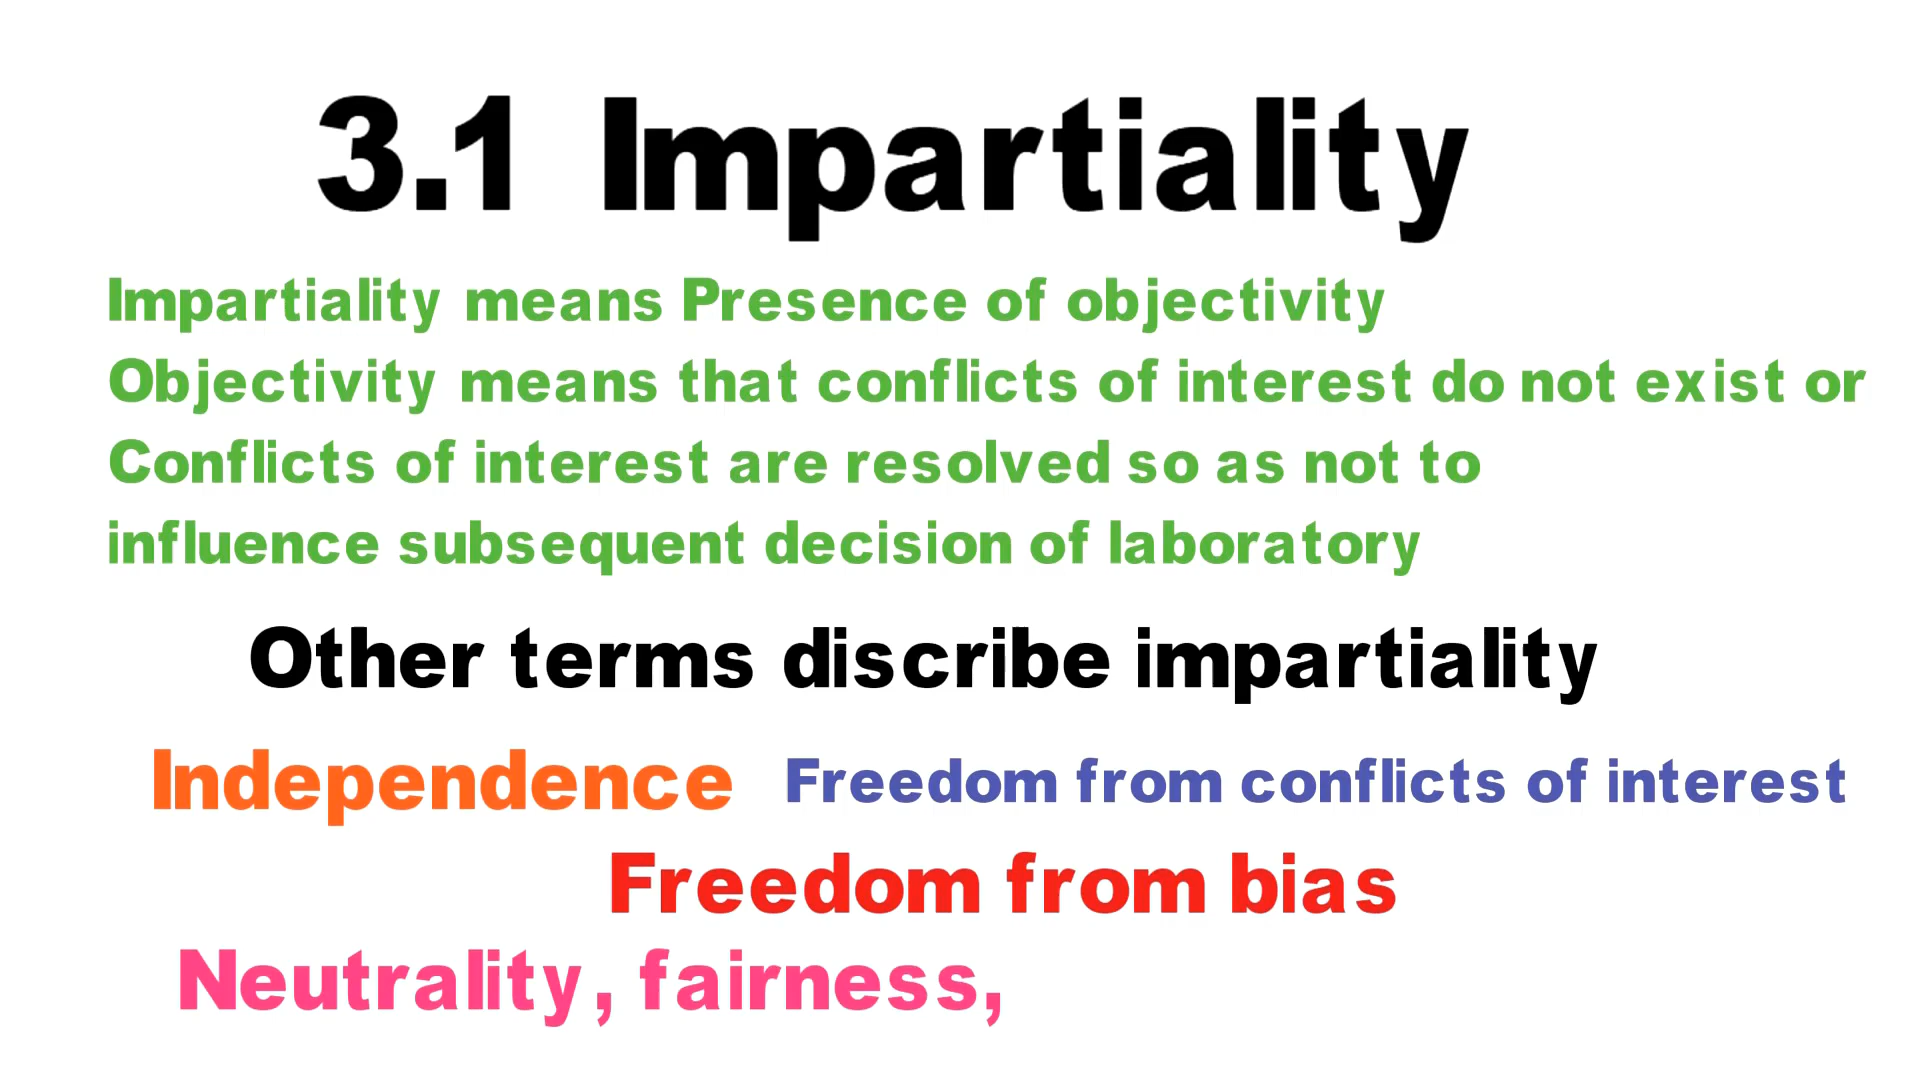 3.1 Impartiality
Impartiality means Presence of objectivity
Objectivity means that conflicts of interest do not exist or
Conflicts of interest are resolved so as not to
influence subsequent decision of laboratory
Other terms discribe impartiality
Independence Freedom from conflicts of interest
Freedom from bias
Neutrality, fairness,